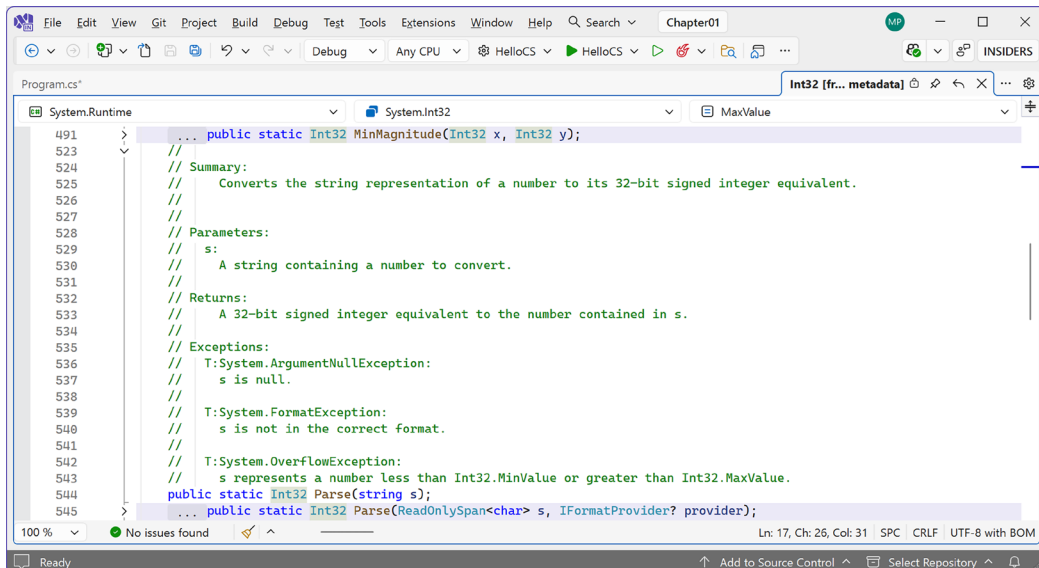 File Edit View Git Project Build Debug Test Tools Extensions Window Help Search Chapter01 MP
Debug Any CPU HelloCS HelloCS INSIDERS
Program.cs* Int32 [fr... metadata]
C# System.Runtime System.Int32 MaxValue
491 ... public static Int32 MinMagnitude(Int32 x, Int32 y);
523 //
524 // Summary:
525 // Converts the string representation of a number to its 32-bit signed integer equivalent.
526 //
527 //
528 // Parameters:
529 // s:
530 // A string containing a number to convert.
531 //
532 // Returns:
533 // A 32-bit signed integer equivalent to the number contained in s.
534 //
535 // Exceptions:
536 // T:System.ArgumentNullException:
537 // s is null.
538 //
539 // T:System.FormatException:
540 // s is not in the correct format.
541 //
542 // T:System.OverflowException:
543 // s represents a number less than Int32.MinValue or greater than Int32.MaxValue.
544 public static Int32 Parse(string s);
545 ... public static Int32 Parse(ReadOnlySpan<char> s, IFormatProvider? provider);
100 % No issues found Ln: 17, Ch: 26, Col: 31 SPC CRLF UTF-8 with BOM
Ready Add to Source Control Select Repository